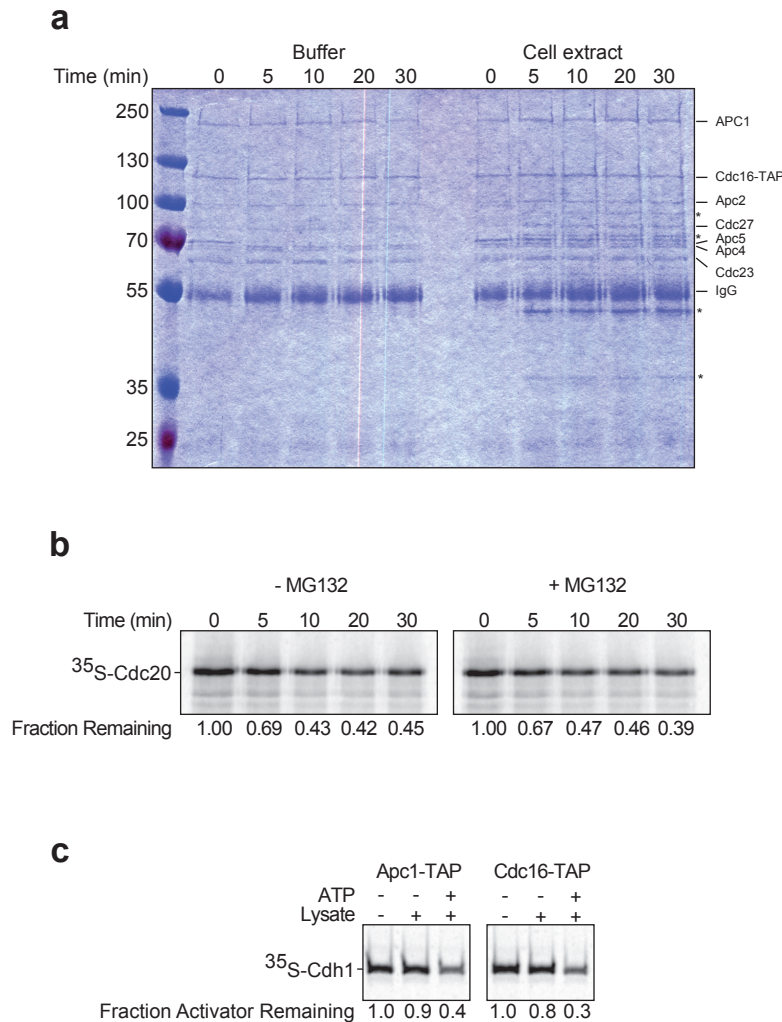 a
Buffer Cell extract
Time (min) 0 5 10 20 30 0 5 10 20 30
250
130
100
70
55
35
25
APC1
Cdc16-TAP
Apc2
*
Cdc27
*
Apc5
Apc4
Cdc23
IgG
*
*
b
- MG132 + MG132
Time (min) 0 5 10 20 30 0 5 10 20 30
35S-Cdc20
Fraction Remaining 1.00 0.69 0.43 0.42 0.45 1.00 0.67 0.47 0.46 0.39
c
Apc1-TAP Cdc16-TAP
ATP - - + - - +
Lysate - + + - + +
35S-Cdh1
Fraction Activator Remaining 1.0 0.9 0.4 1.0 0.8 0.3